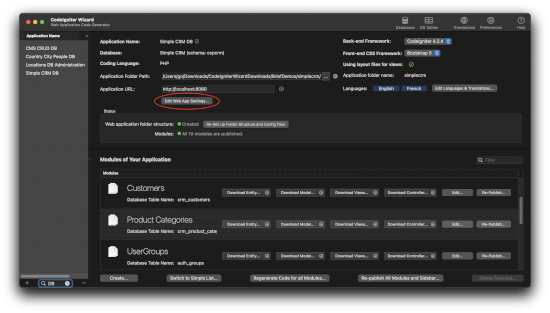 CodeIgniter Wizard
Web Application Code Generator
Databases
DB Tables
Translations
Preferences
Help
Application Name
CMS CRUD DB
Country City People DB
Locations DB Administration
Simple CRM DB
Application Name: Simple CRM DB
Database: Simple CRM (schema: crprcm)
Coding Language: PHP
Application Folder Path: /Users/go/Downloads/CodeIgniterWizardDownloads/BriefDemos/simplecrm/ ...
Application URL: http://localhost:8080
Edit Web App Settings...
Back-end Framework: CodeIgniter 4.2.4
Front-end CSS Framework: Bootstrap 5
Using layout files for views:
Application folder name: simplecrm
Languages: English French Edit Languages & Translations...
Status
Web application folder structure: Created Re-Set Up Folder Structure and Config Files
Modules: All 10 modules are published.
Modules of Your Application
Filter
Modules
Customers
Database Table Name: crm_customers
Download Entity... Download Model... Download Views... Download Controller... Edit... Re-Publish...
Product Categories
Database Table Name: crm_product_cate
Download Entity... Download Model... Download Views... Download Controller... Edit... Re-Publish...
UserGroups
Database Table Name: auth_groups
Download Entity... Download Model... Download Views... Download Controller... Edit... Re-Publish...
+ DB −
Create... Switch to Simple List... Regenerate Code for all Modules... Re-publish All Modules and Sidebar... Delete Selected...